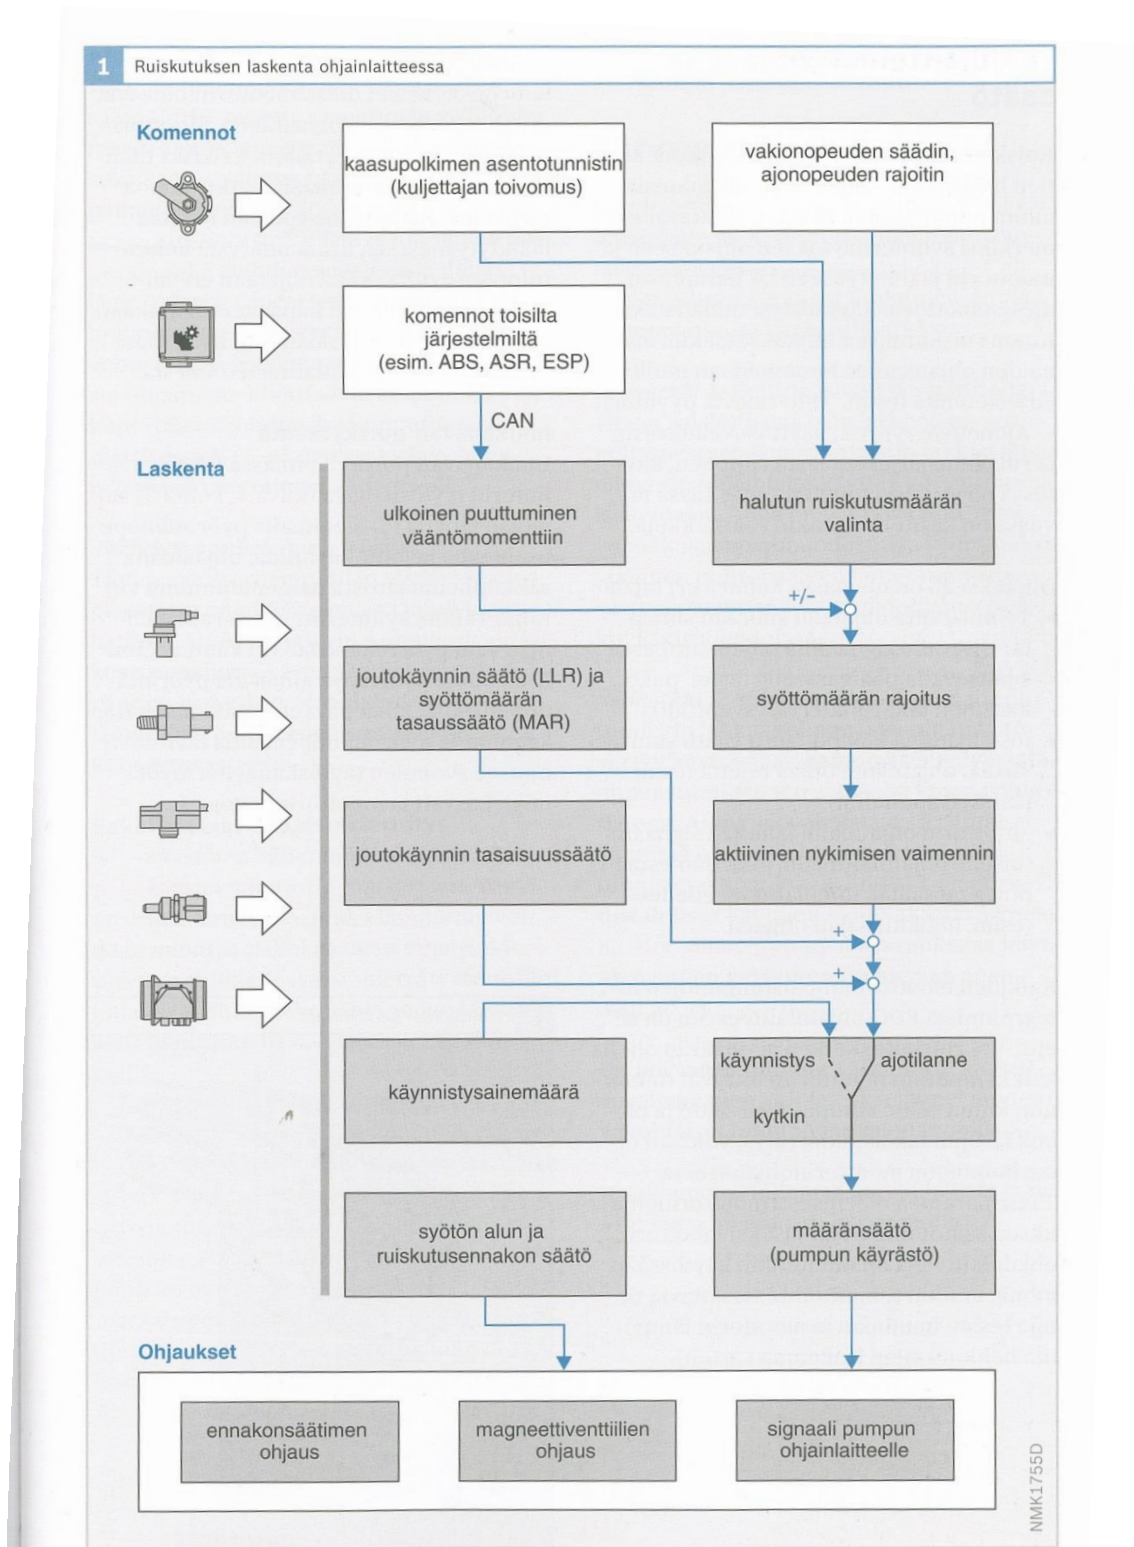 1 Ruiskutuksen laskenta ohjainlaitteessa
Komennot
kaasupolkimen asentotunnistin
(kuljettajan toivomus)
vakionopeuden säädin,
ajonopeuden rajoitin
komennot toisilta
järjestelmiltä
(esim. ABS, ASR, ESP)
CAN
Laskenta
ulkoinen puuttuminen
vääntömomenttiin
halutun ruiskutusmäärän
valinta
+/-
joutokäynnin säätö (LLR) ja
syöttömäärän
tasaussäätö (MAR)
syöttömäärän rajoitus
joutokäynnin tasaisuussäätö
aktiivinen nykimisen vaimennin
+
+
käynnistysainemäärä
käynnistys
ajotilanne
kytkin
syötön alun ja
ruiskutusennakon säätö
määränsäätö
(pumpun käyrästö)
Ohjaukset
ennakonsäätimen
ohjaus
magneettiventtiilien
ohjaus
signaali pumpun
ohjainlaitteelle
NMK1755D